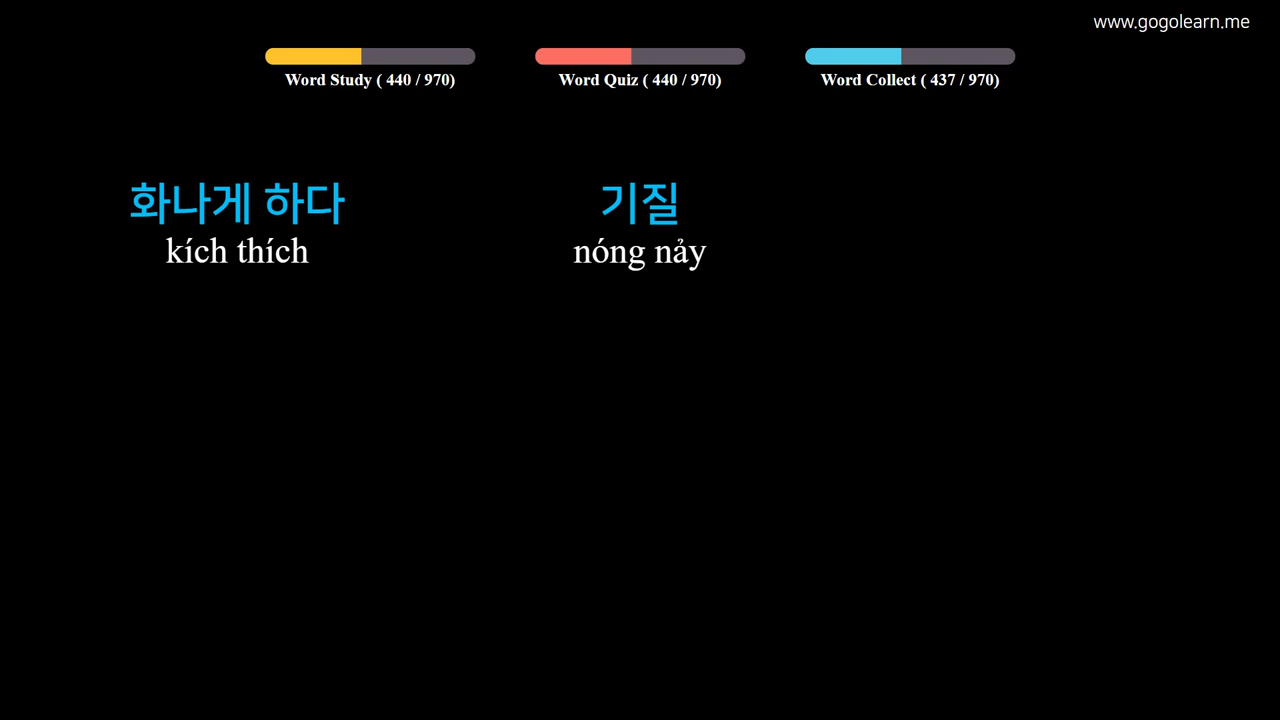 www.gogolearn.me
Word Study ( 440 / 970)
Word Quiz ( 440 / 970)
Word Collect ( 437 / 970)
화나게 하다
kích thích
기질
nóng nảy